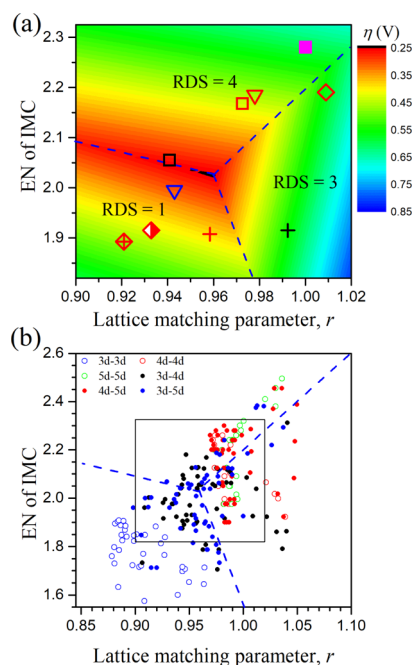 (a)
η (V)
2.3
2.2
2.1
2.0
1.9
EN of IMC
RDS = 4
RDS = 3
RDS = 1
0.25
0.35
0.45
0.55
0.65
0.75
0.85
0.90 0.92 0.94 0.96 0.98 1.00 1.02
Lattice matching parameter, r
(b)
2.6
2.4
2.2
2.0
1.8
1.6
EN of IMC
3d-3d 4d-4d
5d-5d 3d-4d
4d-5d 3d-5d
0.85 0.90 0.95 1.00 1.05 1.10
Lattice matching parameter, r